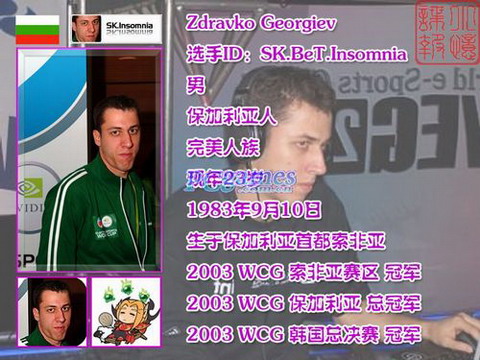 SK.Insomnia
Zdravko Georgiev
选手ID：SK.BeT.Insomnia
男
保加利亚人
完美人族
现年23岁
1983年9月10日
生于保加利亚首都索非亚
2003 WCG 索非亚赛区 冠军
2003 WCG 保加利亚 总冠军
2003 WCG 韩国总决赛 冠军